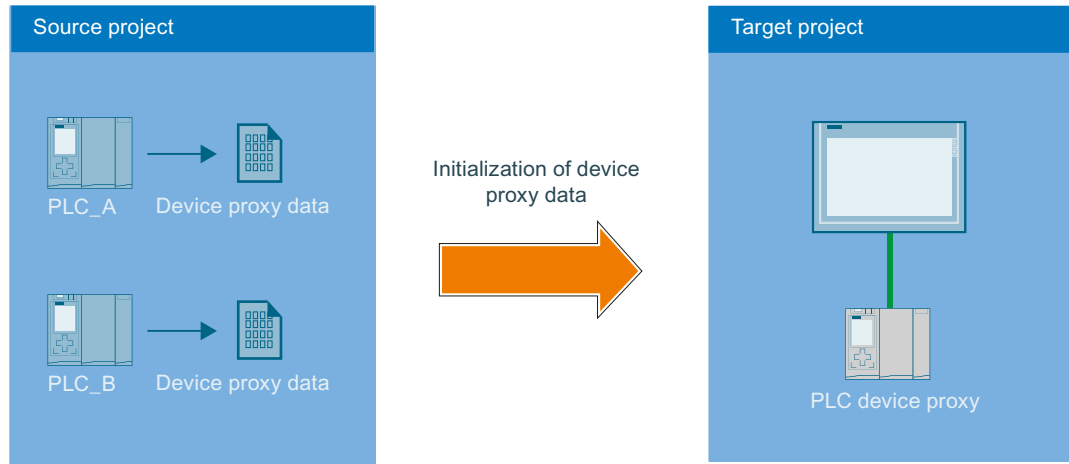 Source project
PLC_A
Device proxy data
PLC_B
Device proxy data
Initialization of device
proxy data
Target project
PLC device proxy